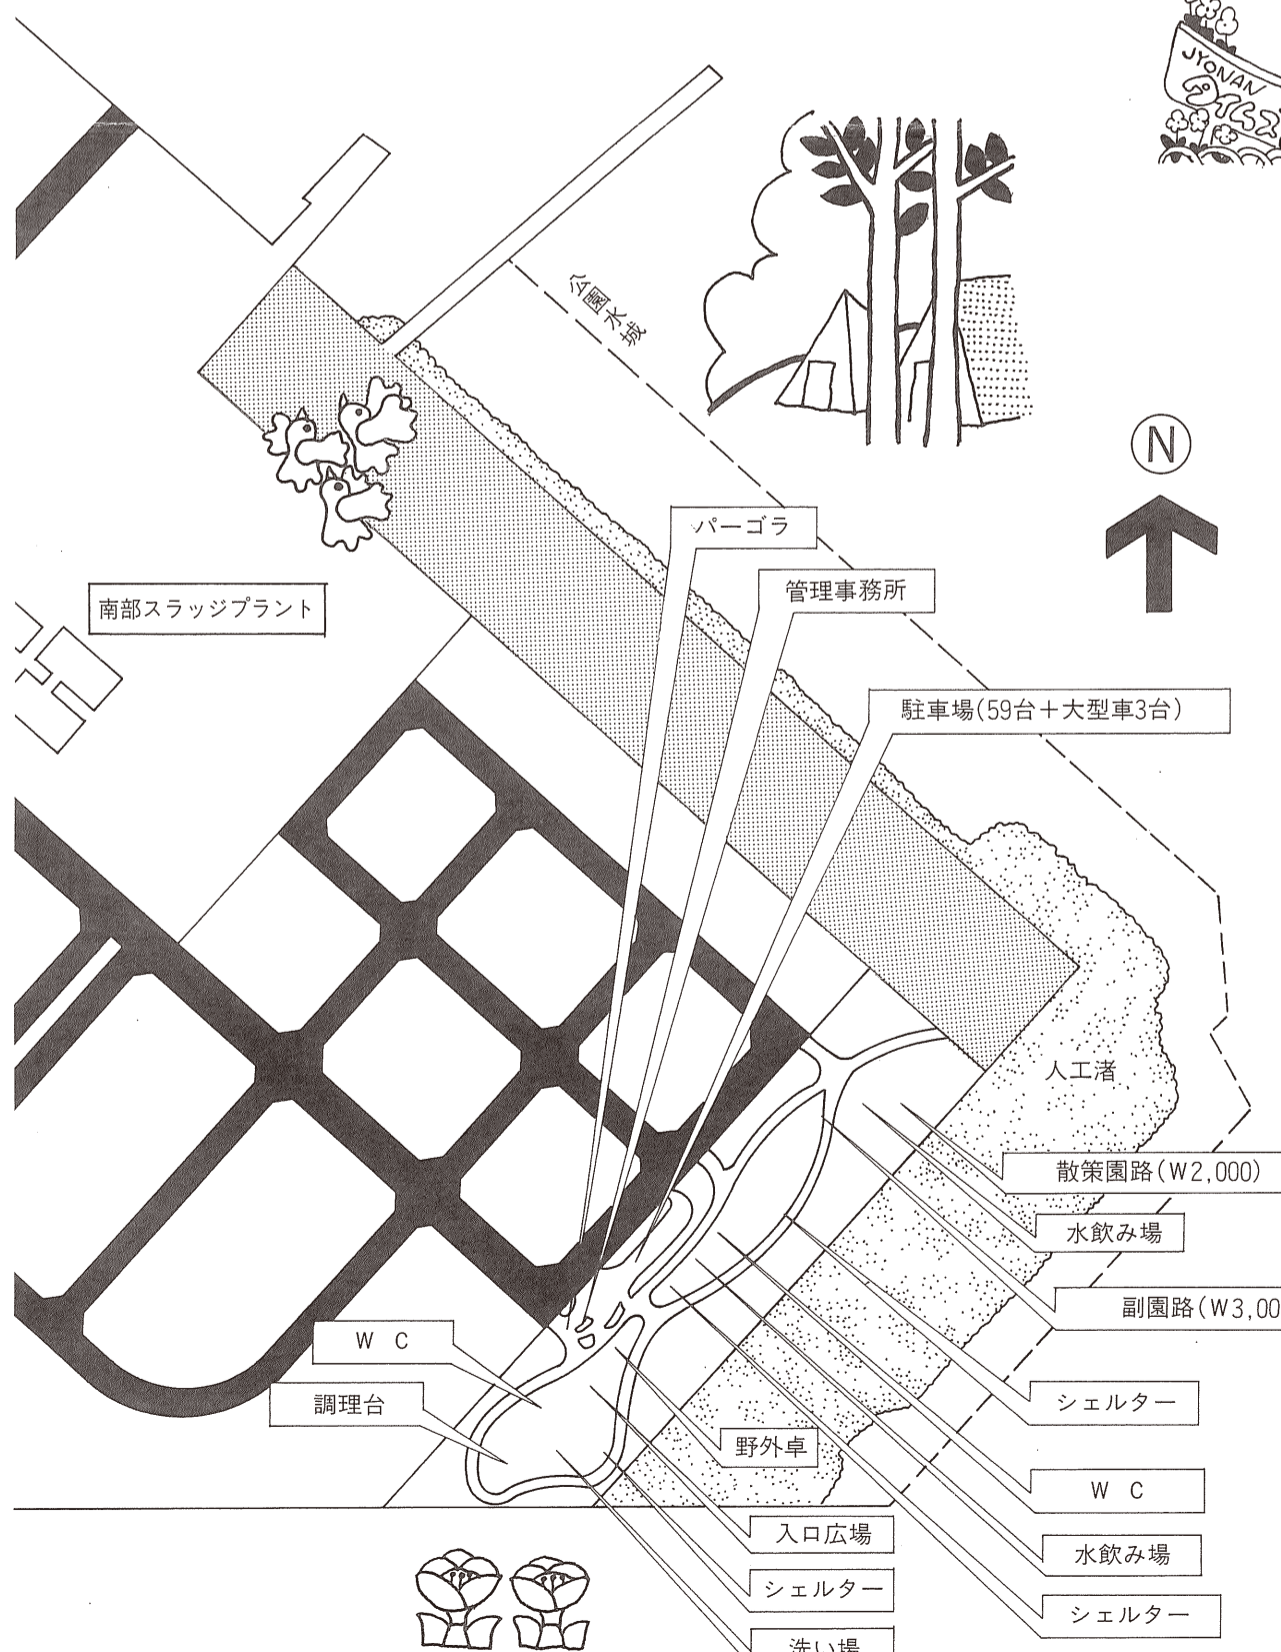 JYONAN
公園水域
N
パーゴラ
管理事務所
南部スラッジプラント
駐車場(59台+大型車3台)
人工渚
散策園路(W2,000)
水飲み場
副園路(W3,00
W C
シェルター
調理台
野外卓
W C
入口広場
水飲み場
シェルター
シェルター
洗い場